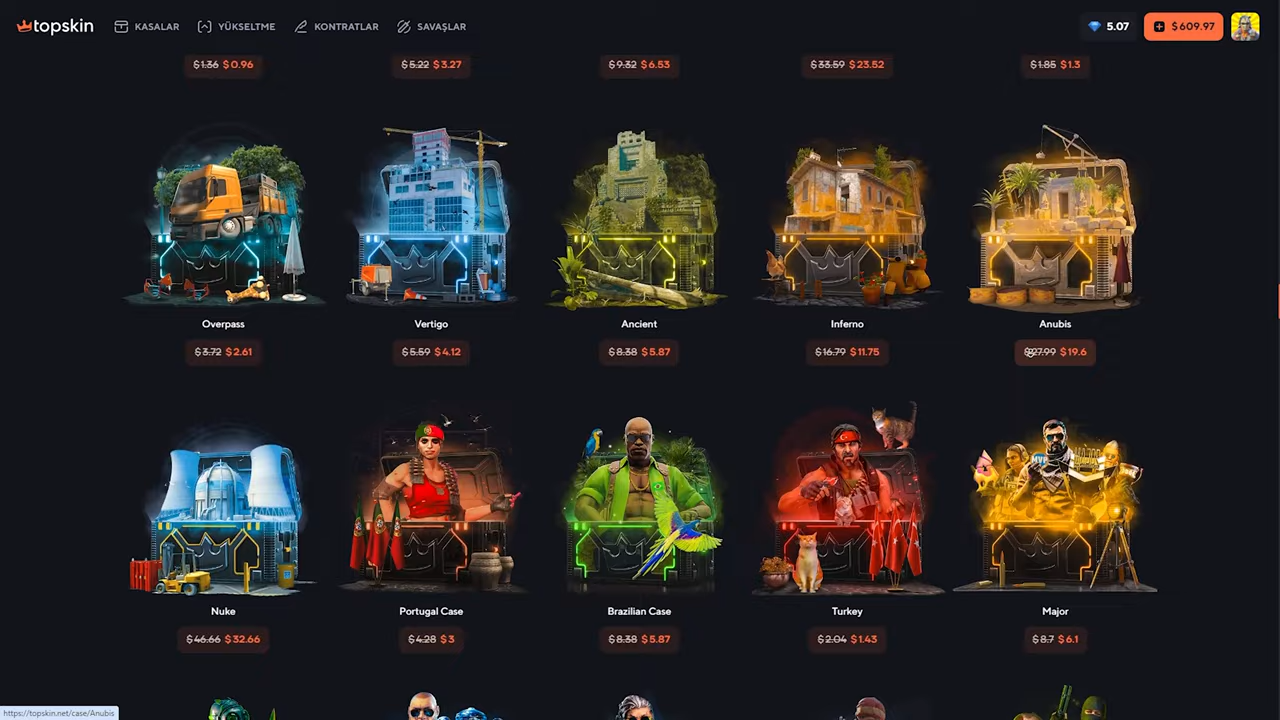 topskin KASALAR YÜKSELTME KONTRATLAR SAVAŞLAR 5.07 $609.97
$1.36 $0.96 $5.22 $3.27 $9.32 $6.53 $33.59 $23.52 $1.85 $1.3
Overpass Vertigo Ancient Inferno Anubis
$3.72 $2.61 $5.59 $4.12 $8.38 $5.87 $16.79 $11.75 $27.99 $19.6
Nuke Portugal Case Brazilian Case Turkey Major
$46.66 $32.66 $4.28 $3 $8.38 $5.87 $2.04 $1.43 $8.7 $6.1
https://topskin.net/case/Anubis